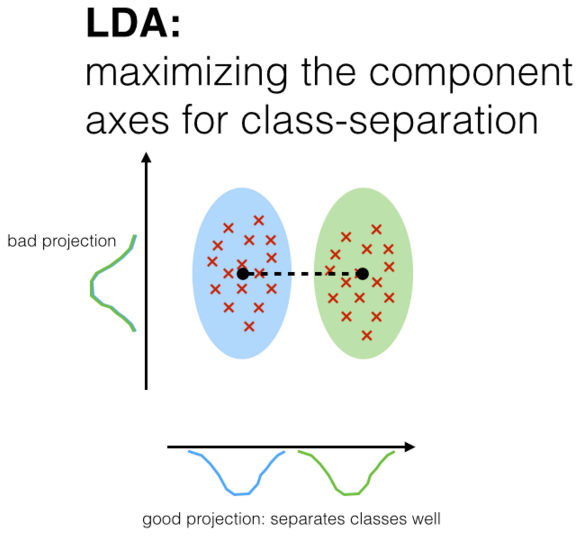 LDA:
maximizing the component
axes for class-separation
bad projection
good projection: separates classes well